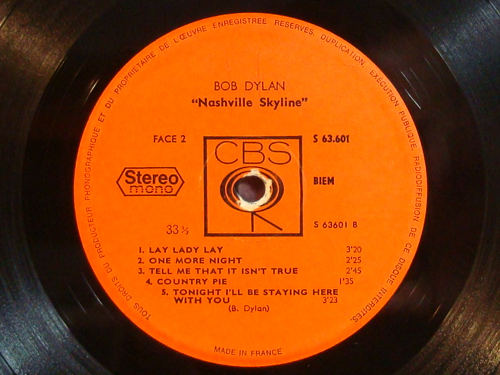 TOUS DROITS DU PRODUCTEUR PHONOGRAPHIQUE ET DU PROPRIETAIRE DE L'ŒUVRE ENREGISTREE RESERVES. DUPLICATION, EXECUTION PUBLIQUE, RADIODIFFUSION DE CE DISQUE INTERDITES.
BOB DYLAN
"Nashville Skyline"
FACE 2
S 63.601
CBS
Stereo
mono
BIEM
33 ⅓
S 63601 B
1. LAY LADY LAY 3'20
2. ONE MORE NIGHT 2'25
3. TELL ME THAT IT ISN'T TRUE 2'45
4. COUNTRY PIE 1'35
5. TONIGHT I'LL BE STAYING HERE
WITH YOU 3'23
(B. Dylan)
MADE IN FRANCE